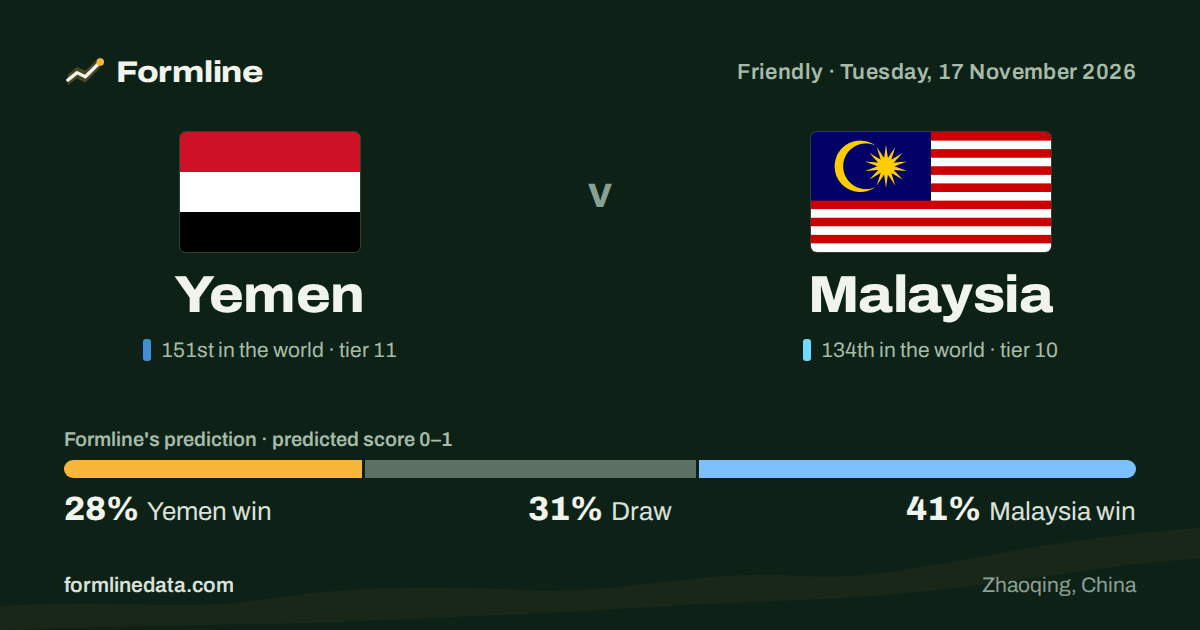 Formline
Friendly · Tuesday, 17 November 2026
v
Yemen
Malaysia
151st in the world · tier 11
134th in the world · tier 10
Formline's prediction · predicted score 0–1
28% Yemen win
31% Draw
41% Malaysia win
formlinedata.com
Zhaoqing, China